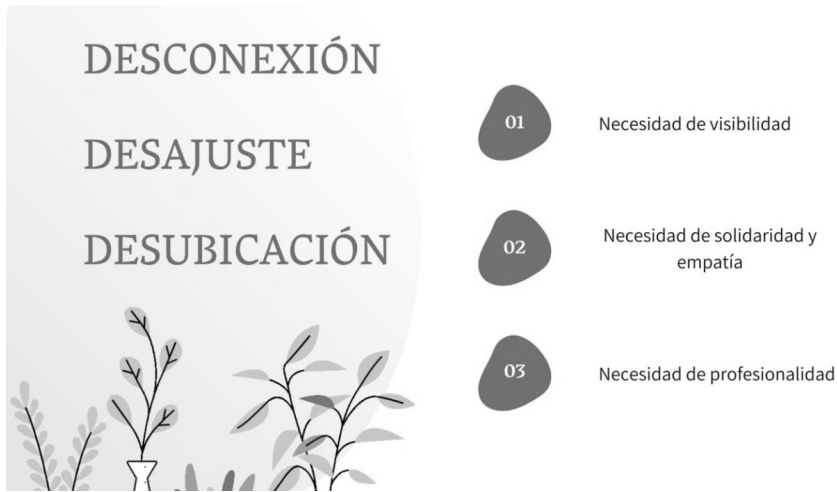 DESCONEXIÓN
DESAJUSTE
DESUBICACIÓN
01
Necesidad de visibilidad
02
Necesidad de solidaridad y
empatía
03
Necesidad de profesionalidad